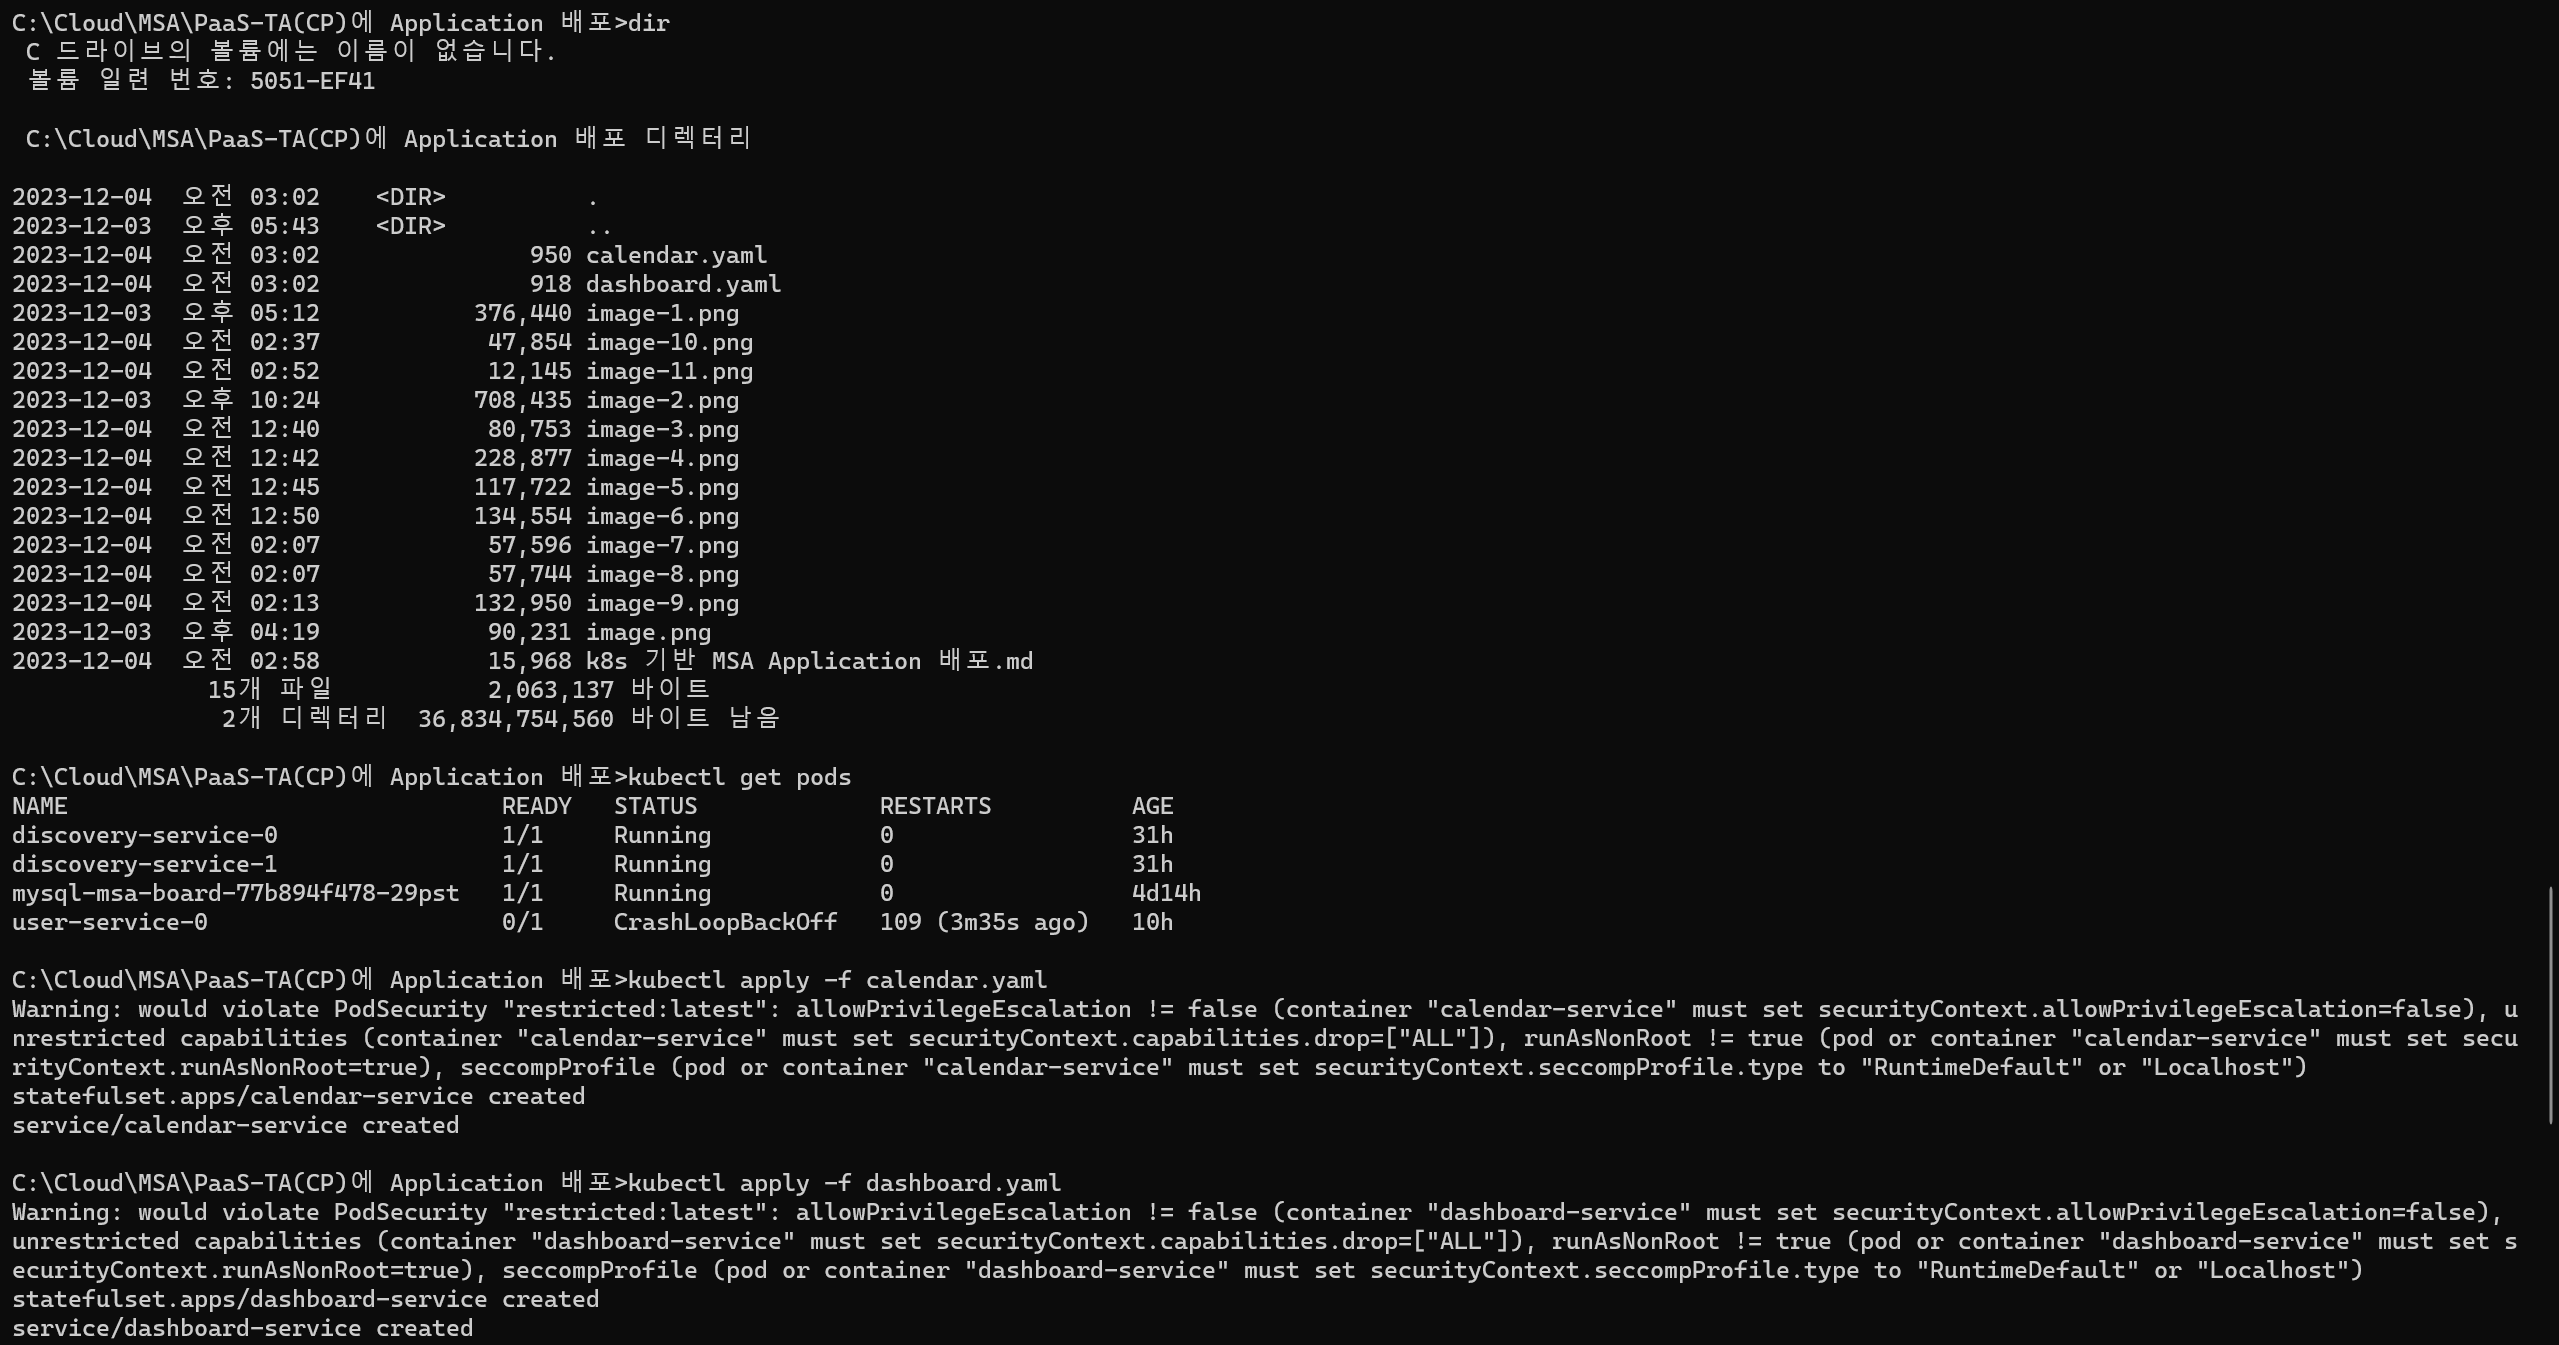 C:\Cloud\MSA\PaaS-TA(CP)에 Application 배포>dir
 C 드라이브의 볼륨에는 이름이 없습니다.
 볼륨 일련 번호: 5051-EF41

 C:\Cloud\MSA\PaaS-TA(CP)에 Application 배포 디렉터리

2023-12-04  오전 03:02    <DIR>          .
2023-12-03  오후 05:43    <DIR>          ..
2023-12-04  오전 03:02               950 calendar.yaml
2023-12-04  오전 03:02               918 dashboard.yaml
2023-12-03  오후 05:12           376,440 image-1.png
2023-12-04  오전 02:37            47,854 image-10.png
2023-12-04  오전 02:52            12,145 image-11.png
2023-12-03  오후 10:24           708,435 image-2.png
2023-12-04  오전 12:40            80,753 image-3.png
2023-12-04  오전 12:42           228,877 image-4.png
2023-12-04  오전 12:45           117,722 image-5.png
2023-12-04  오전 12:50           134,554 image-6.png
2023-12-04  오전 02:07            57,596 image-7.png
2023-12-04  오전 02:07            57,744 image-8.png
2023-12-04  오전 02:13           132,950 image-9.png
2023-12-03  오후 04:19            90,231 image.png
2023-12-04  오전 02:58            15,968 k8s 기반 MSA Application 배포.md
              15개 파일           2,063,137 바이트
               2개 디렉터리  36,834,754,560 바이트 남음

C:\Cloud\MSA\PaaS-TA(CP)에 Application 배포>kubectl get pods
NAME                               READY   STATUS             RESTARTS          AGE
discovery-service-0                1/1     Running            0                 31h
discovery-service-1                1/1     Running            0                 31h
mysql-msa-board-77b894f478-29pst   1/1     Running            0                 4d14h
user-service-0                     0/1     CrashLoopBackOff   109 (3m35s ago)   10h

C:\Cloud\MSA\PaaS-TA(CP)에 Application 배포>kubectl apply -f calendar.yaml
Warning: would violate PodSecurity "restricted:latest": allowPrivilegeEscalation != false (container "calendar-service" must set securityContext.allowPrivilegeEscalation=false), u
nrestricted capabilities (container "calendar-service" must set securityContext.capabilities.drop=["ALL"]), runAsNonRoot != true (pod or container "calendar-service" must set secu
rityContext.runAsNonRoot=true), seccompProfile (pod or container "calendar-service" must set securityContext.seccompProfile.type to "RuntimeDefault" or "Localhost")
statefulset.apps/calendar-service created
service/calendar-service created

C:\Cloud\MSA\PaaS-TA(CP)에 Application 배포>kubectl apply -f dashboard.yaml
Warning: would violate PodSecurity "restricted:latest": allowPrivilegeEscalation != false (container "dashboard-service" must set securityContext.allowPrivilegeEscalation=false),
unrestricted capabilities (container "dashboard-service" must set securityContext.capabilities.drop=["ALL"]), runAsNonRoot != true (pod or container "dashboard-service" must set s
ecurityContext.runAsNonRoot=true), seccompProfile (pod or container "dashboard-service" must set securityContext.seccompProfile.type to "RuntimeDefault" or "Localhost")
statefulset.apps/dashboard-service created
service/dashboard-service created